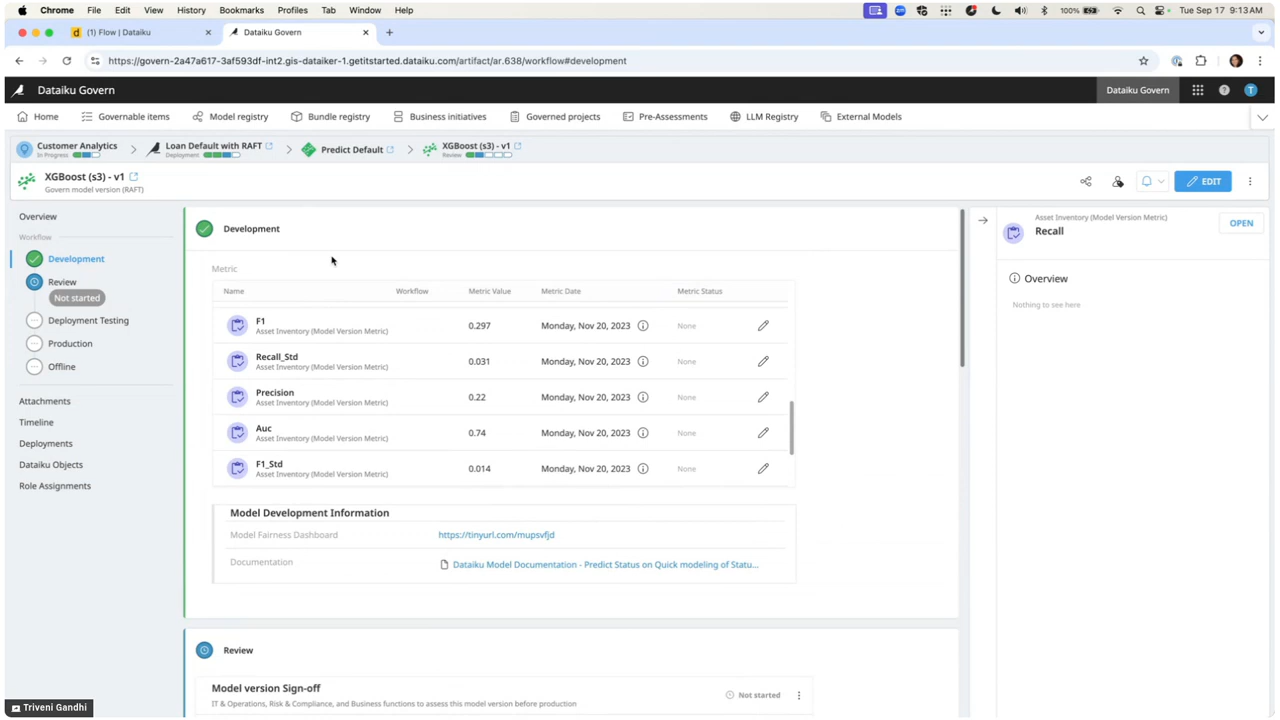 Chrome File Edit View History Bookmarks Profiles Tab Window Help 100% Tue Sep 17 9:13 AM
(1) Flow | Dataiku
Dataiku Govern
https://govern-2a47a617-3af593df-int2.gis-dataiker-1.getitstarted.dataiku.com/artifact/ar.638/workflow#development
Dataiku Govern
Dataiku Govern
T
Home Governable items Model registry Bundle registry Business initiatives Governed projects Pre-Assessments LLM Registry External Models
Customer Analytics
In Progress
Loan Default with RAFT
Deployment
Predict Default
XGBoost (s3) - v1
Review
XGBoost (s3) - v1
Govern model version (RAFT)
EDIT
Overview
Workflow
Development
Review
Not started
Deployment Testing
Production
Offline
Attachments
Timeline
Deployments
Dataiku Objects
Role Assignments
Development
Metric
Name Workflow Metric Value Metric Date Metric Status
F1 0.297 Monday, Nov 20, 2023 None
Asset Inventory (Model Version Metric)
Recall_Std 0.031 Monday, Nov 20, 2023 None
Asset Inventory (Model Version Metric)
Precision 0.22 Monday, Nov 20, 2023 None
Asset Inventory (Model Version Metric)
Auc 0.74 Monday, Nov 20, 2023 None
Asset Inventory (Model Version Metric)
F1_Std 0.014 Monday, Nov 20, 2023 None
Asset Inventory (Model Version Metric)
Model Development Information
Model Fairness Dashboard https://tinyurl.com/mupsvfjd
Documentation Dataiku Model Documentation - Predict Status on Quick modeling of Statu...
Review
Model version Sign-off
Not started
IT & Operations, Risk & Compliance, and Business functions to assess this model version before production
Asset Inventory (Model Version Metric)
Recall
OPEN
Overview
Nothing to see here
Triveni Gandhi